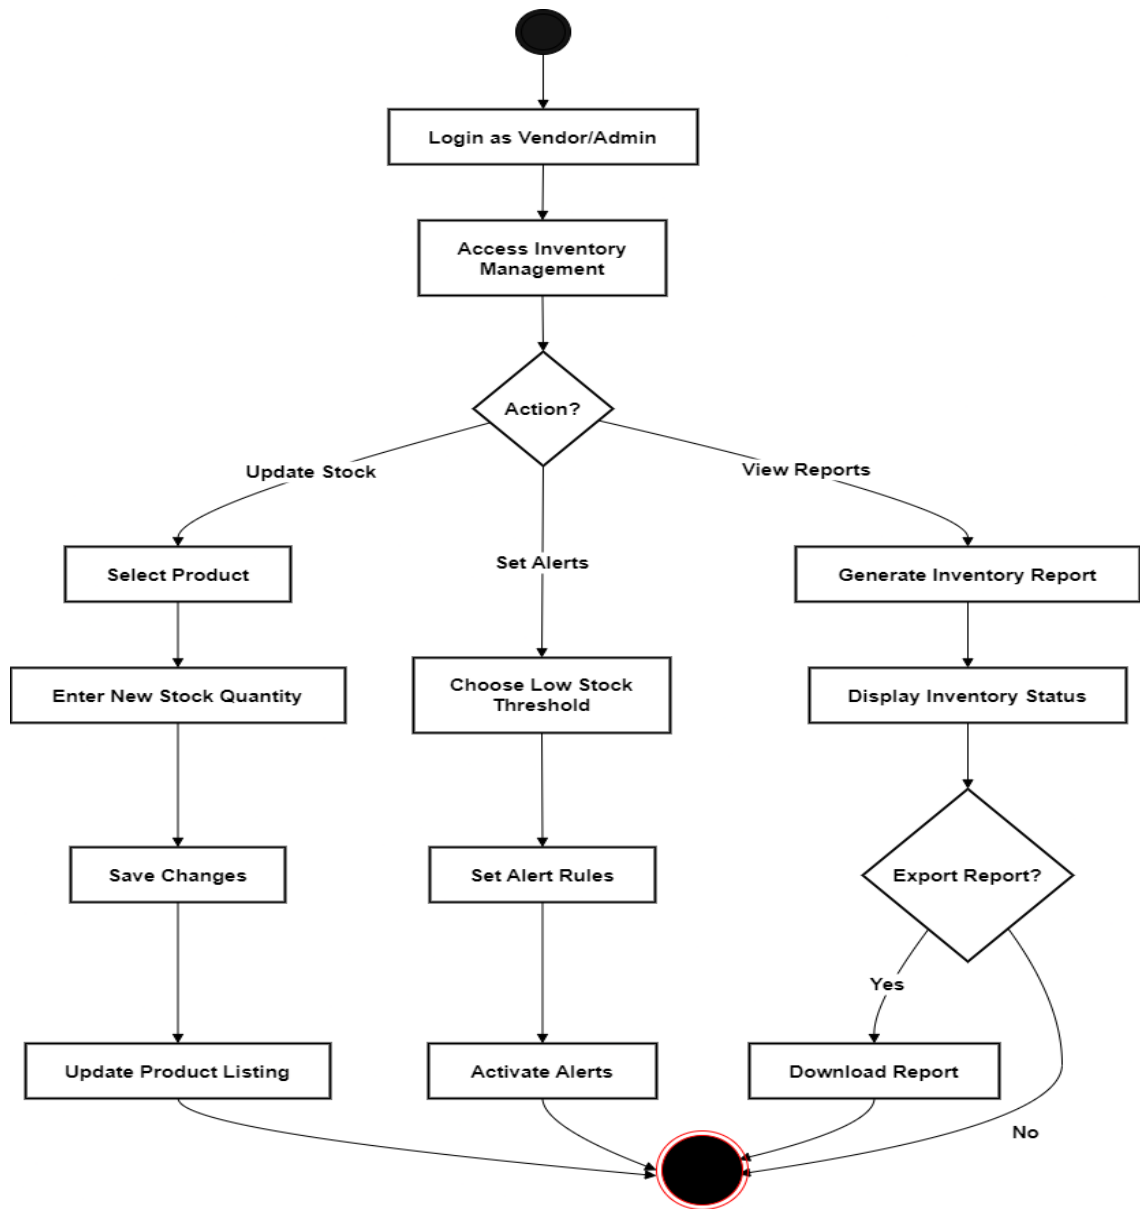 Login as Vendor/Admin
Access Inventory
Management
Action?
Update Stock
View Reports
Set Alerts
Select Product
Generate Inventory Report
Enter New Stock Quantity
Choose Low Stock
Threshold
Display Inventory Status
Save Changes
Set Alert Rules
Export Report?
Yes
Update Product Listing
Activate Alerts
Download Report
No